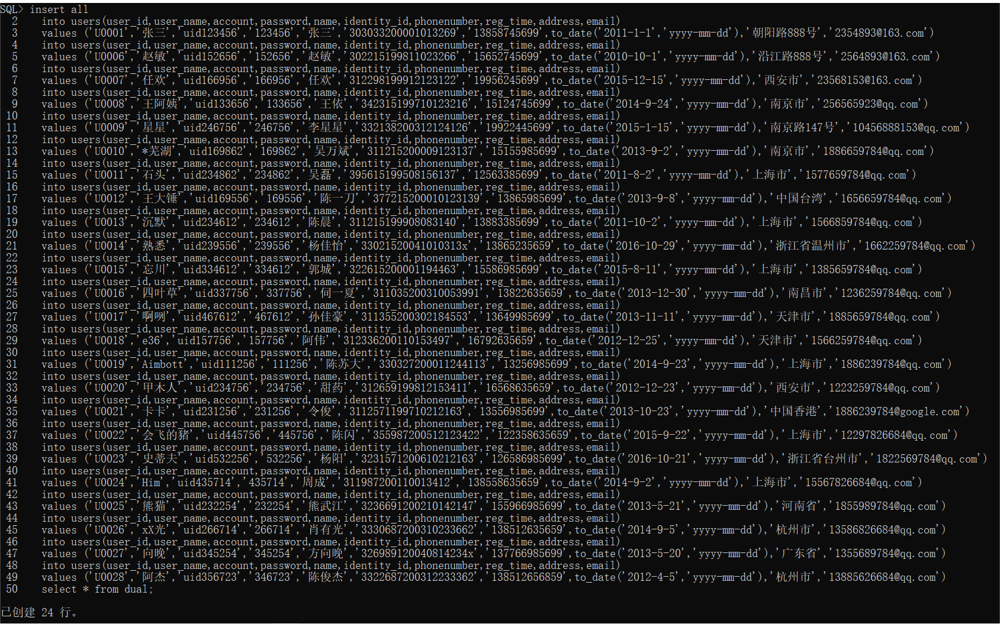 SQL> insert all
2 into users(user_id,user_name,account,password,name,identity_id,phonenumber,reg_time,address,email)
3 values ('U0001','张三','uid123456','123456','张三','303033200001013269','13858745699',to_date('2011-1-1','yyyy-mm-dd'),'朝阳路888号','2354893@163.com')
4 into users(user_id,user_name,account,password,name,identity_id,phonenumber,reg_time,address,email)
5 values ('U0006','赵敏','uid152656','152656','赵敏','302215199811023266','15652745699',to_date('2010-10-1','yyyy-mm-dd'),'沿江路888号','2564893@163.com')
6 into users(user_id,user_name,account,password,name,identity_id,phonenumber,reg_time,address,email)
7 values ('U0007','任欢','uid166956','166956','任欢','312298199912123122','19956245699',to_date('2015-12-15','yyyy-mm-dd'),'西安市','23568153@163.com')
8 into users(user_id,user_name,account,password,name,identity_id,phonenumber,reg_time,address,email)
9 values ('U0008','王阿姨','uid133656','133656','王依','342315199710123216','15124745699',to_date('2014-9-24','yyyy-mm-dd'),'南京市','256565923@qq.com')
10 into users(user_id,user_name,account,password,name,identity_id,phonenumber,reg_time,address,email)
11 values ('U0009','星星','uid246756','246756','李星星','332138200312124126','19922445699',to_date('2015-1-15','yyyy-mm-dd'),'南京路147号','10456888153@qq.com')
12 into users(user_id,user_name,account,password,name,identity_id,phonenumber,reg_time,address,email)
13 values ('U0010','*芜湖','uid169862','169862','吴万斌','311215200009123137','15155985699',to_date('2013-9-2','yyyy-mm-dd'),'南京市','1886659784@qq.com')
14 into users(user_id,user_name,account,password,name,identity_id,phonenumber,reg_time,address,email)
15 values ('U0011','石头','uid234862','234862','吴磊','395615199508156137','12563385699',to_date('2011-8-2','yyyy-mm-dd'),'上海市','1577659784@qq.com')
16 into users(user_id,user_name,account,password,name,identity_id,phonenumber,reg_time,address,email)
17 values ('U0012','王大锤','uid169556','169556','陈一刀','377215200010123139','13865985699',to_date('2013-9-8','yyyy-mm-dd'),'中国台湾','1656659784@qq.com')
18 into users(user_id,user_name,account,password,name,identity_id,phonenumber,reg_time,address,email)
19 values ('U0013','沉默','uid234612','234612','陈晨','311215199908083140','13883385699',to_date('2011-10-2','yyyy-mm-dd'),'上海市','1566859784@qq.com')
20 into users(user_id,user_name,account,password,name,identity_id,phonenumber,reg_time,address,email)
21 values ('U0014','熟悉','uid239556','239556','杨佳怡','33021520041010313x','13865235659',to_date('2016-10-29','yyyy-mm-dd'),'浙江省温州市','1662259784@qq.com')
22 into users(user_id,user_name,account,password,name,identity_id,phonenumber,reg_time,address,email)
23 values ('U0015','忘川','uid334612','334612','郭城','322615200001194463','15586985699',to_date('2015-8-11','yyyy-mm-dd'),'上海市','1385659784@qq.com')
24 into users(user_id,user_name,account,password,name,identity_id,phonenumber,reg_time,address,email)
25 values ('U0016','四叶草','uid337756','337756','何一夏','311035200310053991','13822635659',to_date('2013-12-30','yyyy-mm-dd'),'南昌市','1236259784@qq.com')
26 into users(user_id,user_name,account,password,name,identity_id,phonenumber,reg_time,address,email)
27 values ('U0017','啊咧','uid467612','467612','孙佳豪','311355200302184553','13649985699',to_date('2013-11-11','yyyy-mm-dd'),'天津市','1885659784@qq.com')
28 into users(user_id,user_name,account,password,name,identity_id,phonenumber,reg_time,address,email)
29 values ('U0018','e36','uid157756','157756','阿伟','312336200110153497','16792635659',to_date('2012-12-25','yyyy-mm-dd'),'天津市','1566259784@qq.com')
30 into users(user_id,user_name,account,password,name,identity_id,phonenumber,reg_time,address,email)
31 values ('U0019','Aimbott','uid111256','111256','陈苏大','330327200011244113','13256985699',to_date('2014-9-23','yyyy-mm-dd'),'上海市','1886239784@qq.com')
32 into users(user_id,user_name,account,password,name,identity_id,phonenumber,reg_time,address,email)
33 values ('U0020','甲木人','uid234756','234756','甜药','312659199812153411','16568635659',to_date('2012-12-23','yyyy-mm-dd'),'西安市','1223259784@qq.com')
34 into users(user_id,user_name,account,password,name,identity_id,phonenumber,reg_time,address,email)
35 values ('U0021','卡卡','uid231256','231256','令俊','3112571199710212163','13556985699',to_date('2013-10-23','yyyy-mm-dd'),'中国香港','1886239784@google.com')
36 into users(user_id,user_name,account,password,name,identity_id,phonenumber,reg_time,address,email)
37 values ('U0022','会飞的猪','uid445756','445756','陈闪','355987200512123422','122358635659',to_date('2015-9-22','yyyy-mm-dd'),'上海市','12297826684@qq.com')
38 into users(user_id,user_name,account,password,name,identity_id,phonenumber,reg_time,address,email)
39 values ('U0023','史蒂夫','uid532256','532256','杨阳','3231571200610212163','126586985699',to_date('2016-10-21','yyyy-mm-dd'),'浙江省台州市','1822569784@qq.com')
40 into users(user_id,user_name,account,password,name,identity_id,phonenumber,reg_time,address,email)
41 values ('U0024','Him','uid435714','435714','周成','311987200110013412','138558635659',to_date('2014-9-2','yyyy-mm-dd'),'上海市','15567826684@qq.com')
42 into users(user_id,user_name,account,password,name,identity_id,phonenumber,reg_time,address,email)
43 values ('U0025','熊猫','uid232254','232254','熊武江','3236691200210142147','155966985699',to_date('2013-5-21','yyyy-mm-dd'),'河南省','1855989784@qq.com')
44 into users(user_id,user_name,account,password,name,identity_id,phonenumber,reg_time,address,email)
45 values ('U0026','xX光','uid266714','266714','肖有光','3330687200310233662','138512635659',to_date('2014-9-5','yyyy-mm-dd'),'杭州市','13586826684@qq.com')
46 into users(user_id,user_name,account,password,name,identity_id,phonenumber,reg_time,address,email)
47 values ('U0027','向晚','uid345254','345254','方向晚','326989120040814234x','137766985699',to_date('2013-5-20','yyyy-mm-dd'),'广东省','1355689784@qq.com')
48 into users(user_id,user_name,account,password,name,identity_id,phonenumber,reg_time,address,email)
49 values ('U0028','阿杰','uid356723','346723','陈俊杰','3322687200312233362','138512656859',to_date('2012-4-5','yyyy-mm-dd'),'杭州市','13885626684@qq.com')
50 select * from dual;
已创建 24 行。